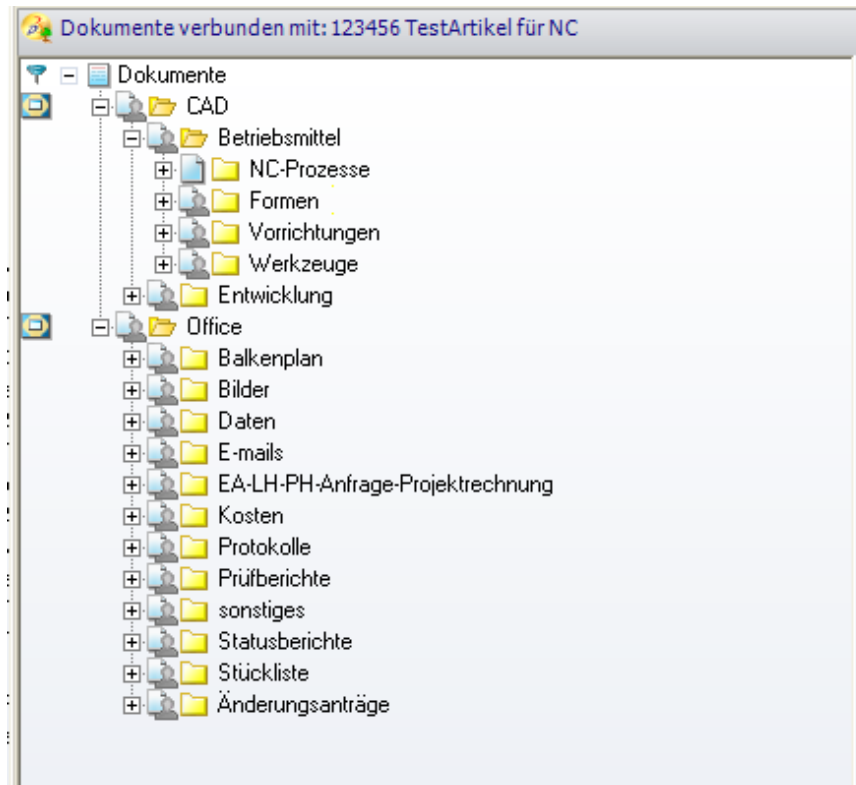 Dokumente verbunden mit: 123456 TestArtikel für NC
Dokumente
CAD
Betriebsmittel
NC-Prozesse
Formen
Vorrichtungen
Werkzeuge
Entwicklung
Office
Balkenplan
Bilder
Daten
E-mails
EA-LH-PH-Anfrage-Projektrechnung
Kosten
Protokolle
Prüfberichte
sonstiges
Statusberichte
Stückliste
Änderungsanträge